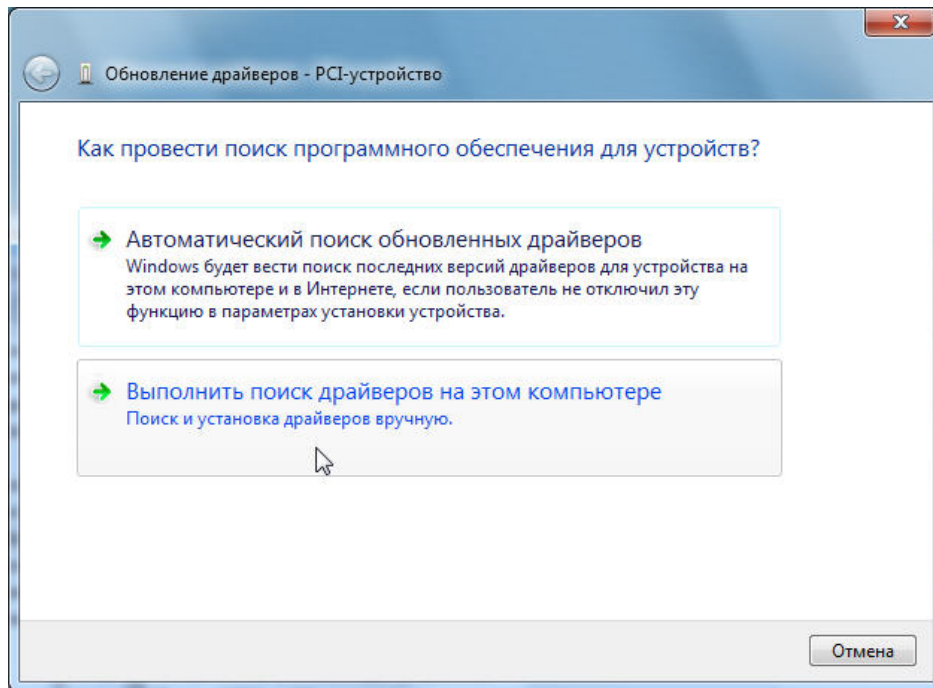 Обновление драйверов - PCI-устройство
Как провести поиск программного обеспечения для устройств?
Автоматический поиск обновленных драйверов
Windows будет вести поиск последних версий драйверов для устройства на
этом компьютере и в Интернете, если пользователь не отключил эту
функцию в параметрах установки устройства.
Выполнить поиск драйверов на этом компьютере
Поиск и установка драйверов вручную.
Отмена